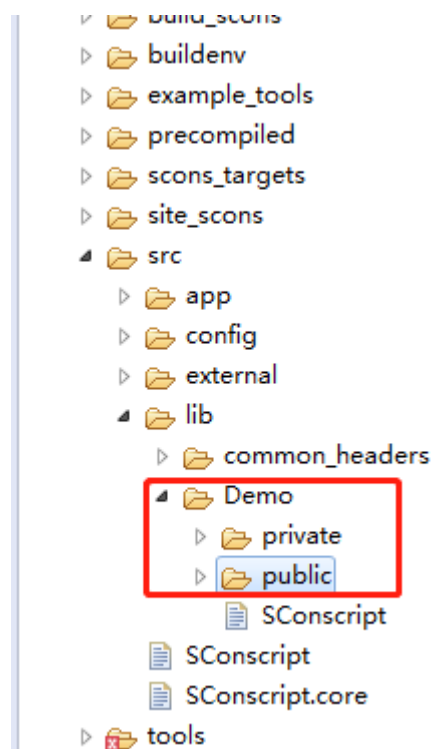 build_scons
buildenv
example_tools
precompiled
scons_targets
site_scons
src
app
config
external
lib
common_headers
Demo
private
public
SConscript
SConscript
SConscript.core
tools